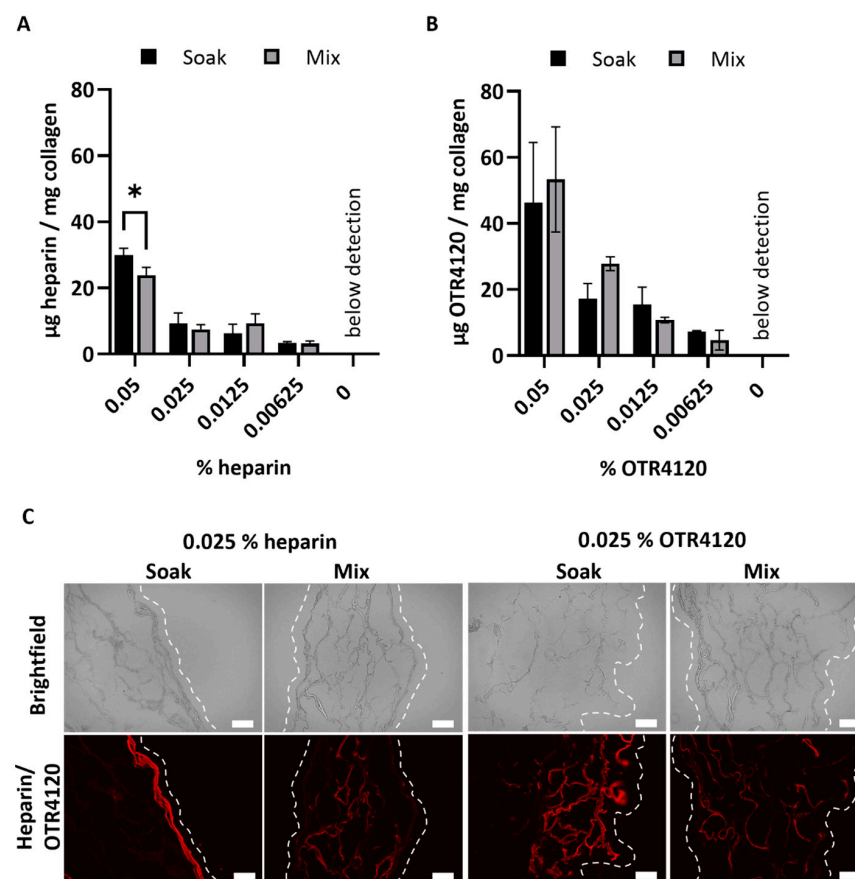 A
Soak Mix
µg heparin / mg collagen
80
60
40
20
0
*
below detection
0.05 0.025 0.0125 0.00625 0
% heparin
B
Soak Mix
µg OTR4120 / mg collagen
80
60
40
20
0
below detection
0.05 0.025 0.0125 0.00625 0
% OTR4120
C
0.025 % heparin 0.025 % OTR4120
Soak Mix Soak Mix
Brightfield
Heparin/
OTR4120